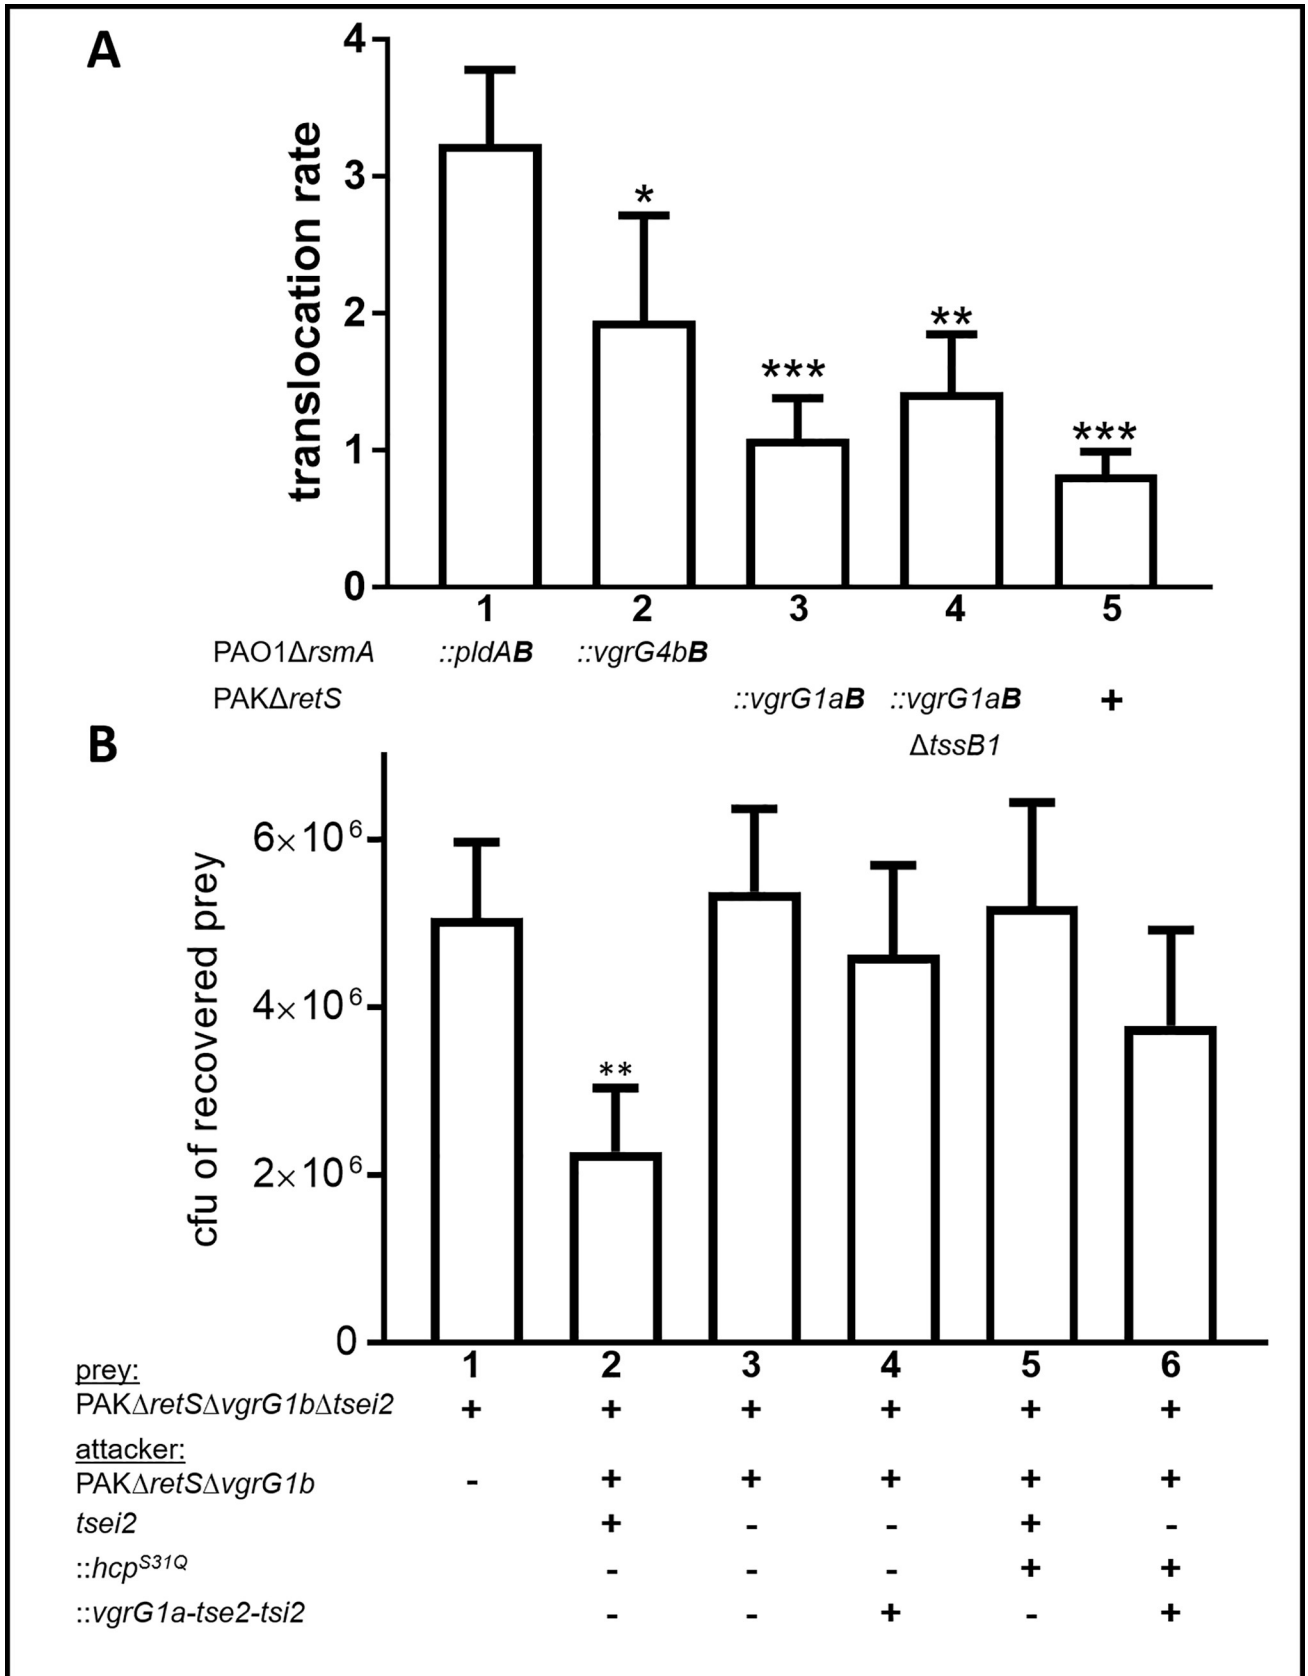 A
4
3
2
1
0
translocation rate
*
***
**
***
1 2 3 4 5
PAO1ΔrsmA ::pldAB ::vgrG4bB
PAKΔretS ::vgrG1aB ::vgrG1aB +
ΔtssB1
B
6×10⁶
4×10⁶
2×10⁶
0
cfu of recovered prey
**
1 2 3 4 5 6
prey:
PAKΔretSΔvgrG1bΔtsei2 + + + + + +
attacker:
PAKΔretSΔvgrG1b - + + + + +
tsei2 + - - + -
::hcpS31Q - - - + +
::vgrG1a-tse2-tsi2 - - + - +